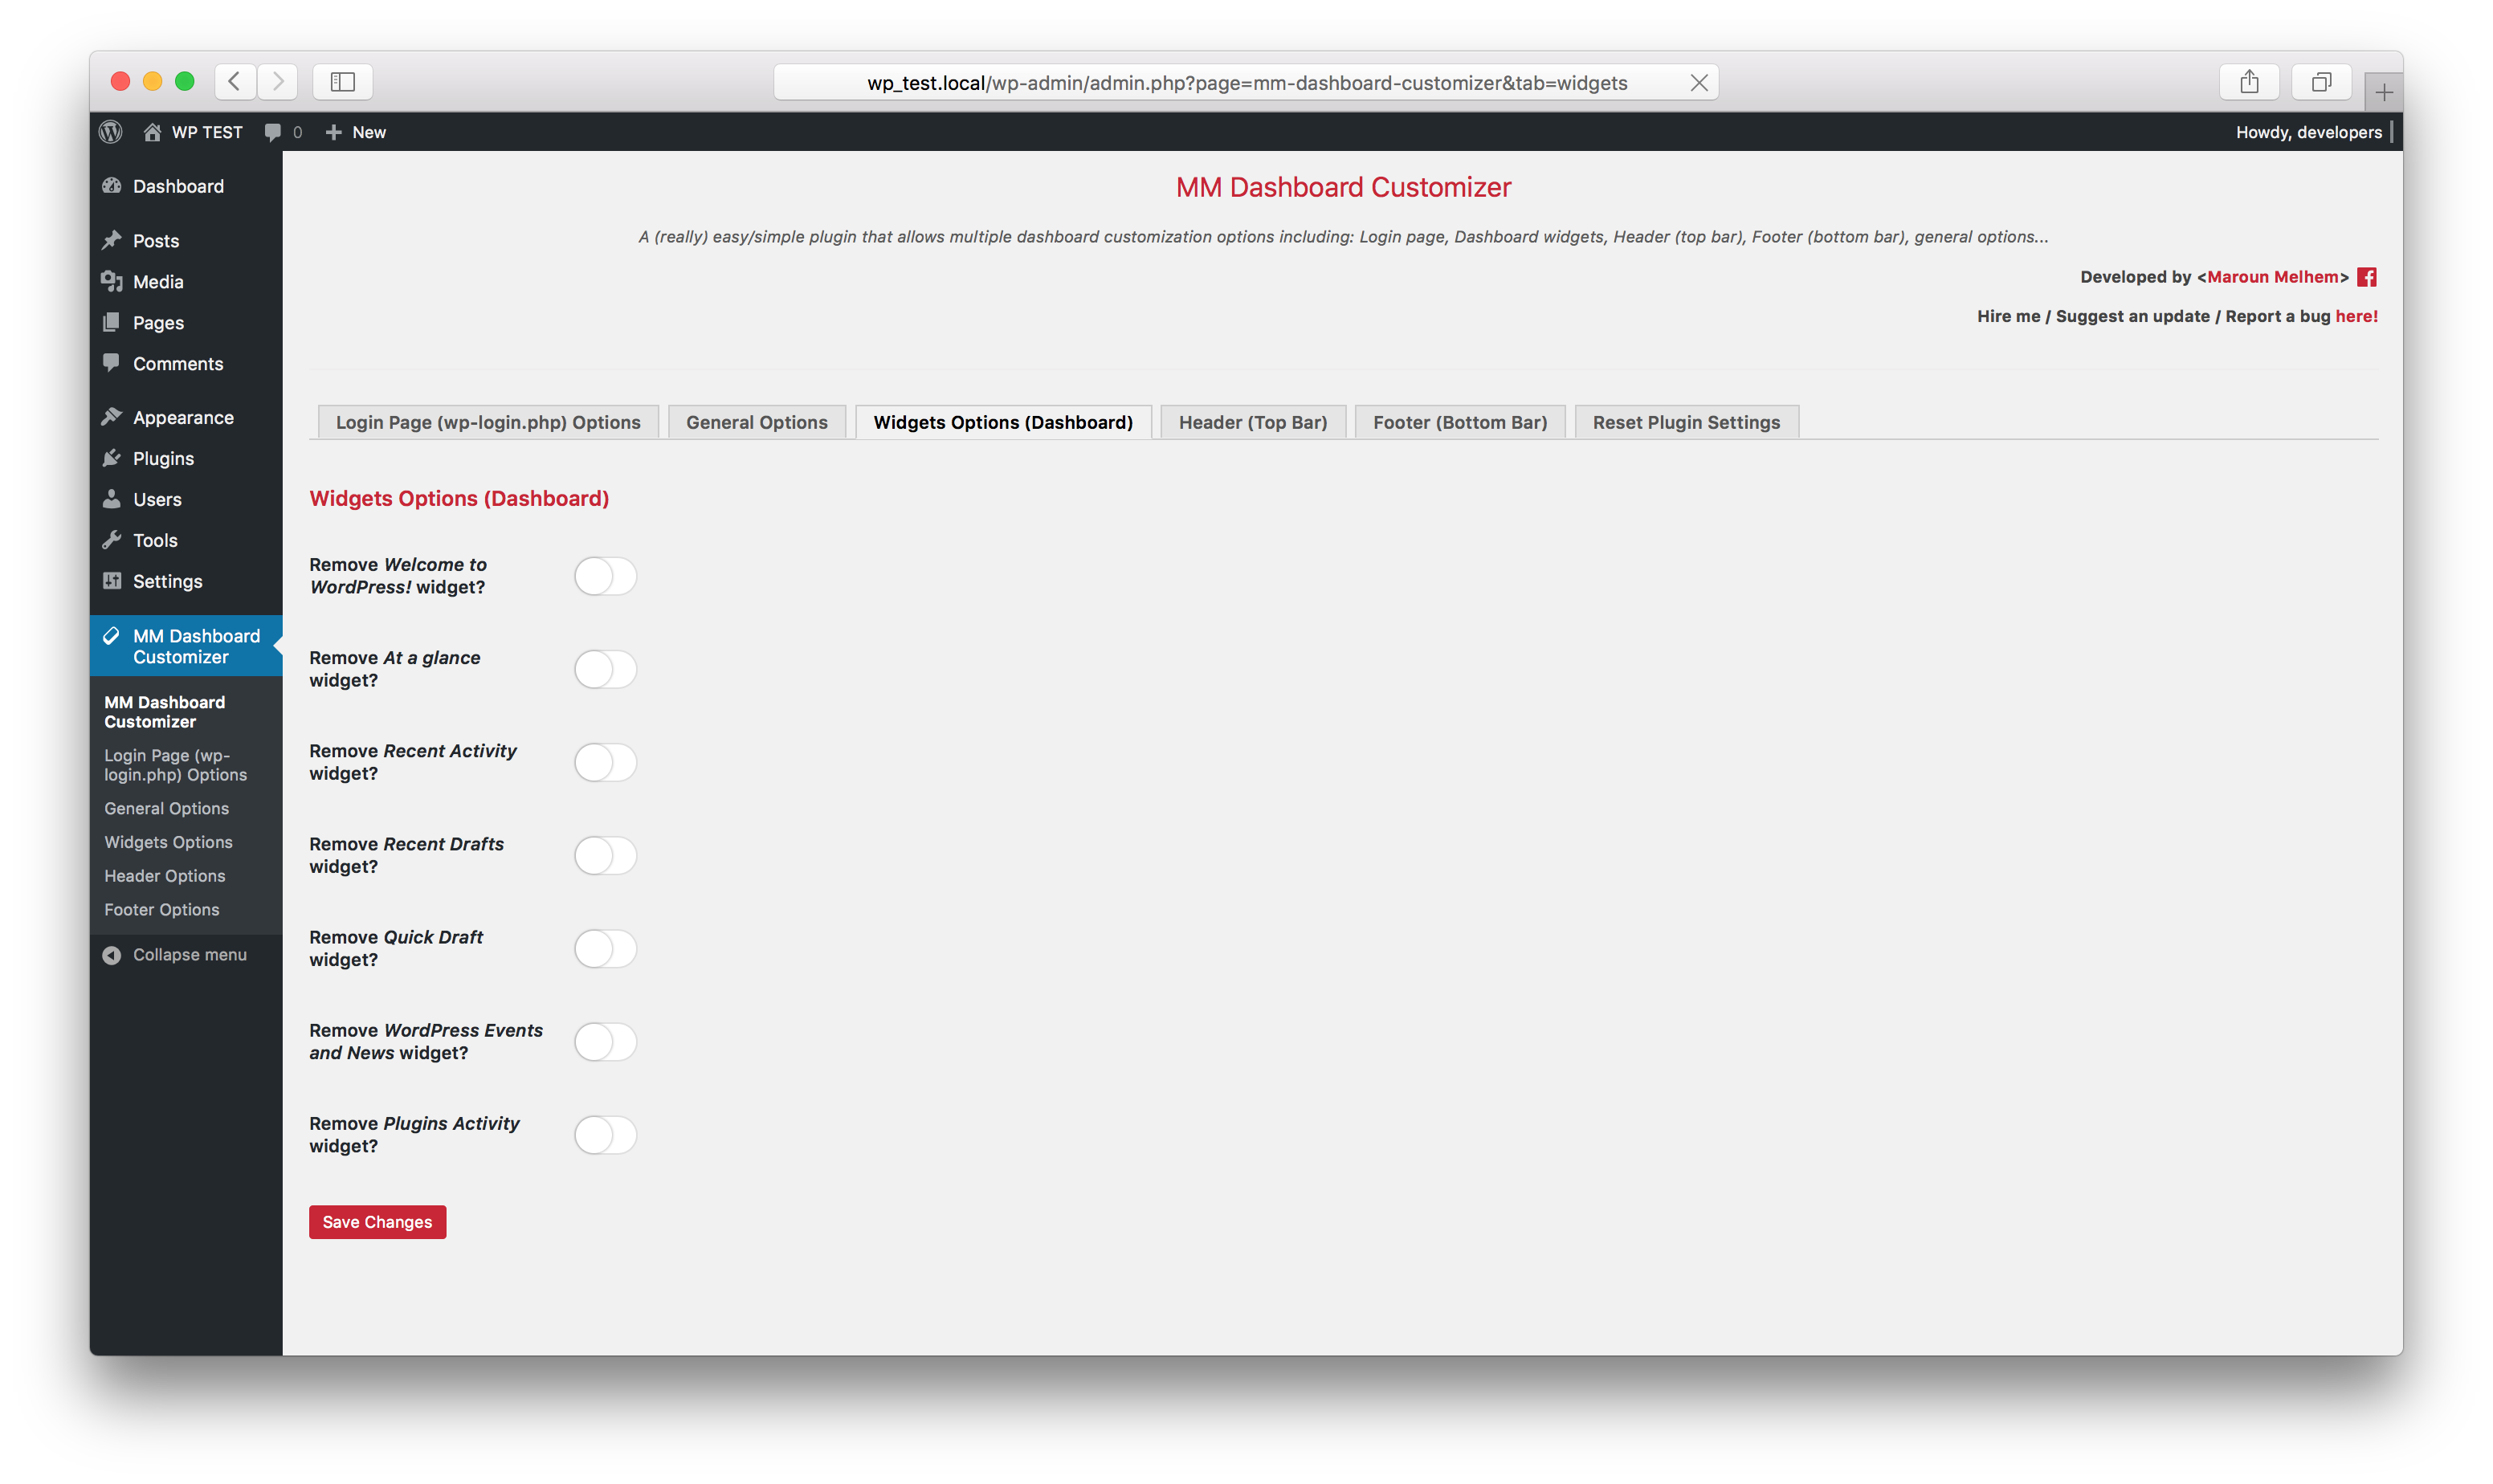 wp_test.local/wp-admin/admin.php?page=mm-dashboard-customizer&tab=widgets
WP TEST 0 New Howdy, developers
Dashboard
Posts
Media
Pages
Comments
Appearance
Plugins
Users
Tools
Settings
MM Dashboard
Customizer
MM Dashboard
Customizer
Login Page (wp-
login.php) Options
General Options
Widgets Options
Header Options
Footer Options
Collapse menu
MM Dashboard Customizer
A (really) easy/simple plugin that allows multiple dashboard customization options including: Login page, Dashboard widgets, Header (top bar), Footer (bottom bar), general options...
Developed by <Maroun Melhem>
Hire me / Suggest an update / Report a bug here!
Login Page (wp-login.php) Options General Options Widgets Options (Dashboard) Header (Top Bar) Footer (Bottom Bar) Reset Plugin Settings
Widgets Options (Dashboard)
Remove Welcome to
WordPress! widget?
Remove At a glance
widget?
Remove Recent Activity
widget?
Remove Recent Drafts
widget?
Remove Quick Draft
widget?
Remove WordPress Events
and News widget?
Remove Plugins Activity
widget?
Save Changes